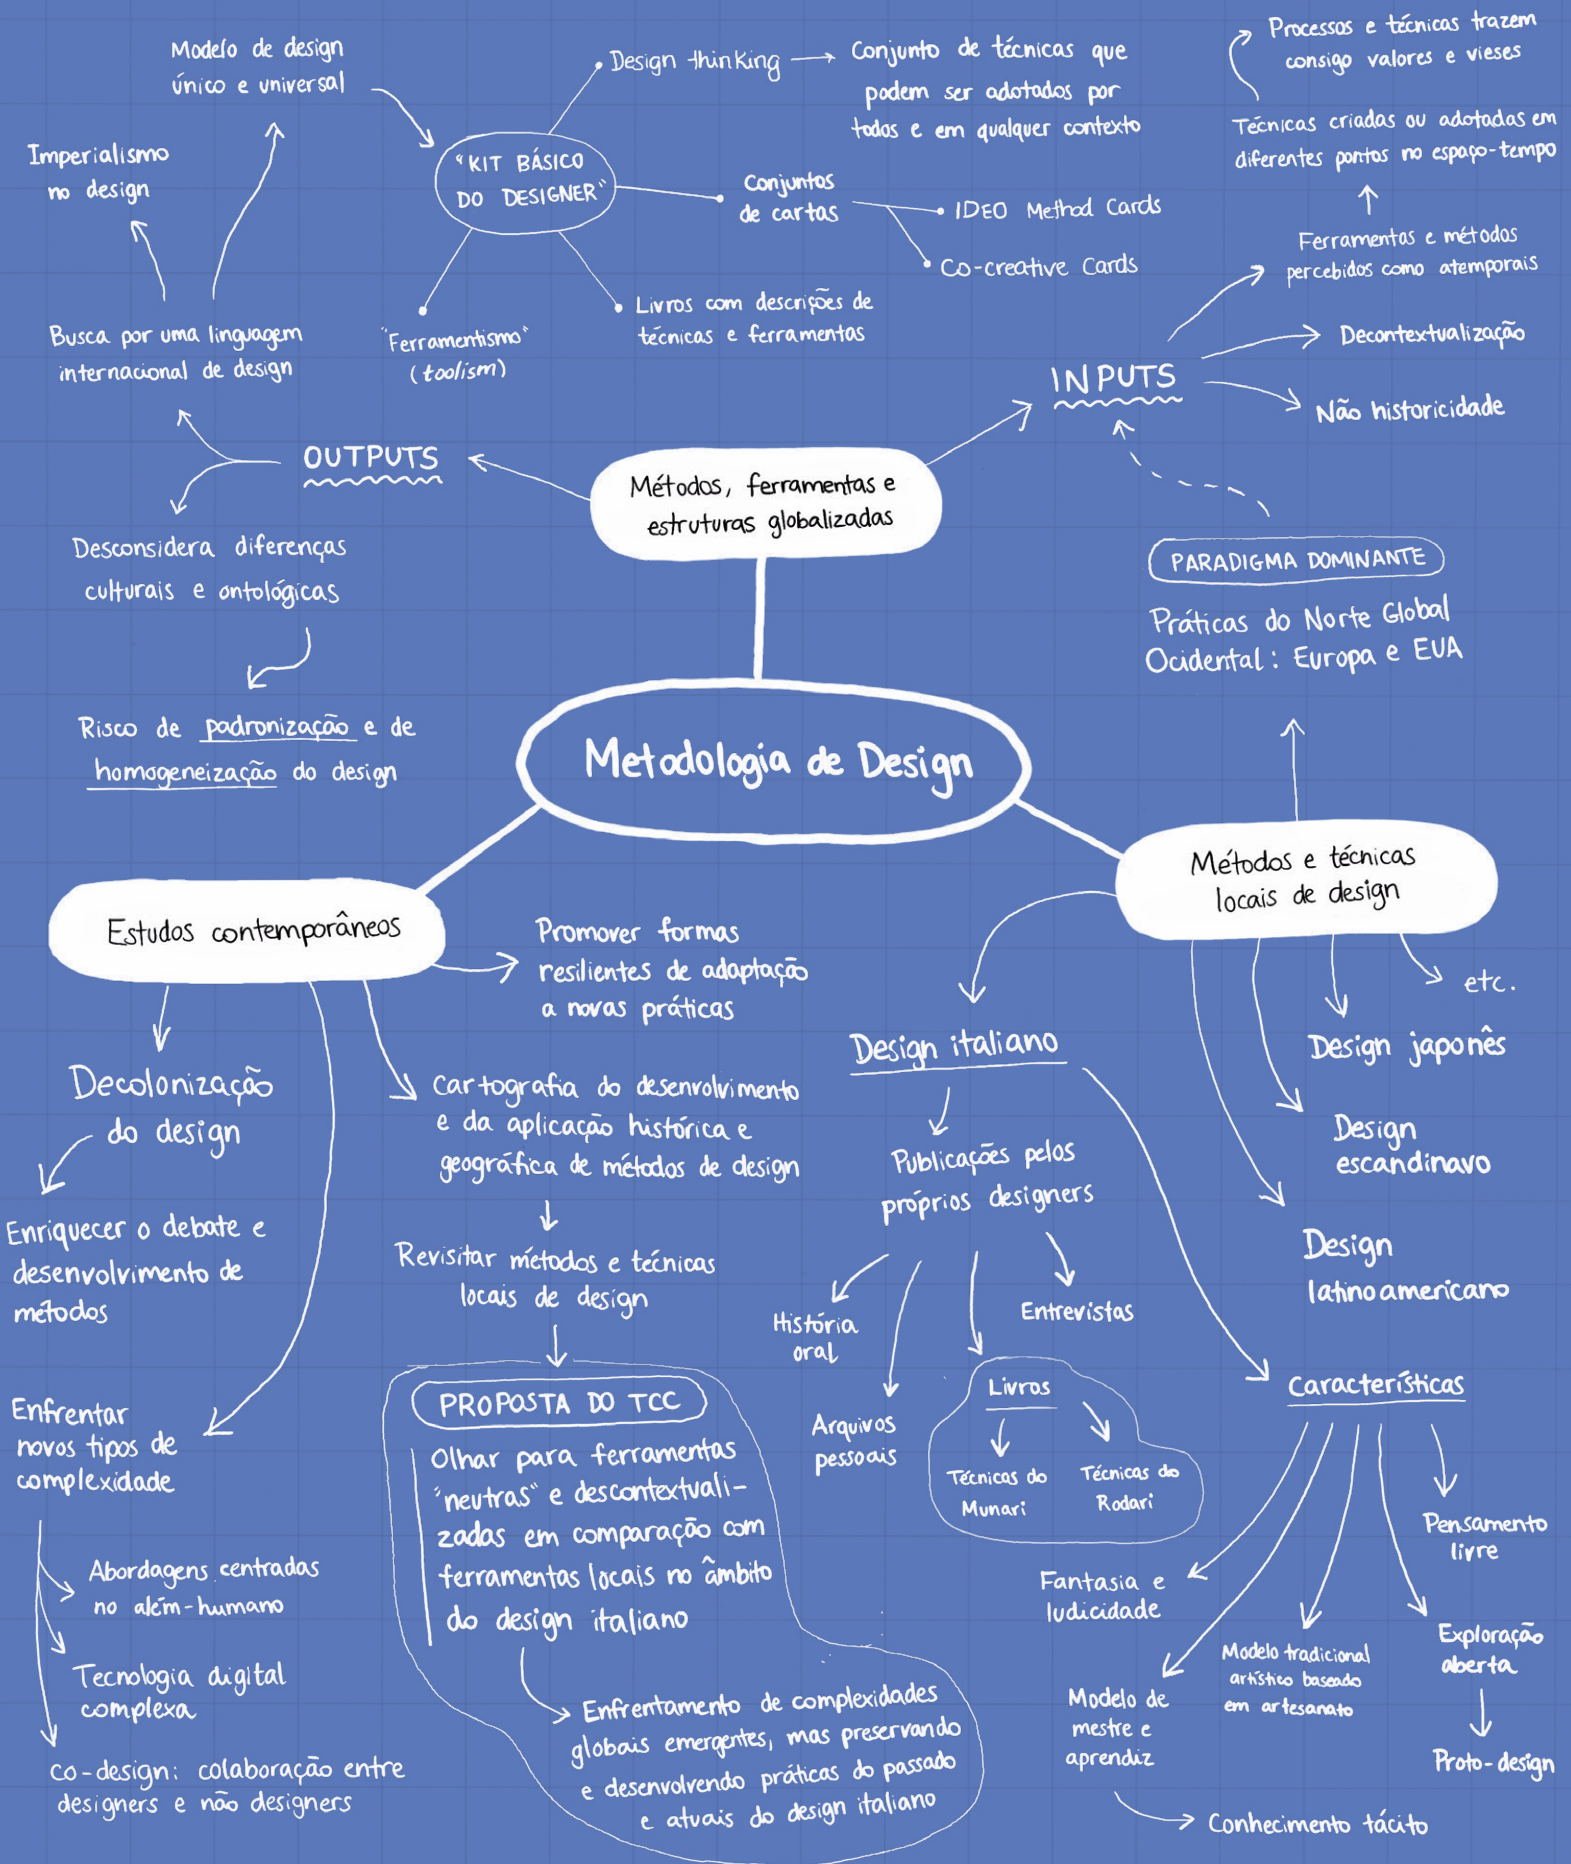 Modelo de design
único e universal
Imperialismo
no design
Busca por uma linguagem
internacional de design
"KIT BÁSICO
DO DESIGNER"
Design thinking
Conjunto de técnicas que
podem ser adotados por
todos e em qualquer contexto
Conjuntos
de cartas
IDEO Method Cards
Co-creative Cards
"Ferramentismo"
(toolism)
Livros com descrições de
técnicas e ferramentas
Processos e técnicas trazem
consigo valores e vieses
Técnicas criadas ou adotadas em
diferentes pontos no espaço-tempo
Ferramentas e métodos
percebidos como atemporais
Decontextualização
Não historicidade
INPUTS
OUTPUTS
Métodos, ferramentas e
estruturas globalizadas
Desconsidera diferenças
culturais e ontológicas
Risco de padronização e de
homogeneização do design
PARADIGMA DOMINANTE
Práticas do Norte Global
Ocidental: Europa e EUA
Metodologia de Design
Métodos e técnicas
locais de design
Estudos contemporâneos
Promover formas
resilientes de adaptação
a novas práticas
Decolonização
do design
Enriquecer o debate e
desenvolvimento de
métodos
Cartografia do desenvolvimento
e da aplicação histórica e
geográfica de métodos de design
Revisitar métodos e técnicas
locais de design
Enfrentar
novos tipos de
complexidade
Abordagens centradas
no além-humano
Tecnologia digital
complexa
co-design: colaboração entre
designers e não designers
PROPOSTA DO TCC
Olhar para ferramentas
"neutras" e descontextuali-
zadas em comparação com
ferramentas locais no âmbito
do design italiano
Enfrentamento de complexidades
globais emergentes, mas preservando
e desenvolvendo práticas do passado
e atuais do design italiano
Design italiano
Publicações pelos
próprios designers
História
oral
Arquivos
pessoais
Livros
Técnicas do
Munari
Técnicas do
Rodari
Entrevistas
etc.
Design japonês
Design
escandinavo
Design
latinoamericano
Características
Fantasia e
ludicidade
Modelo de
mestre e
aprendiz
Conhecimento tácito
Modelo tradicional
artístico baseado
em artesanato
Exploração
aberta
Proto-design
Pensamento
livre